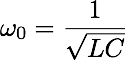 ω₀ = 1/√(LC)